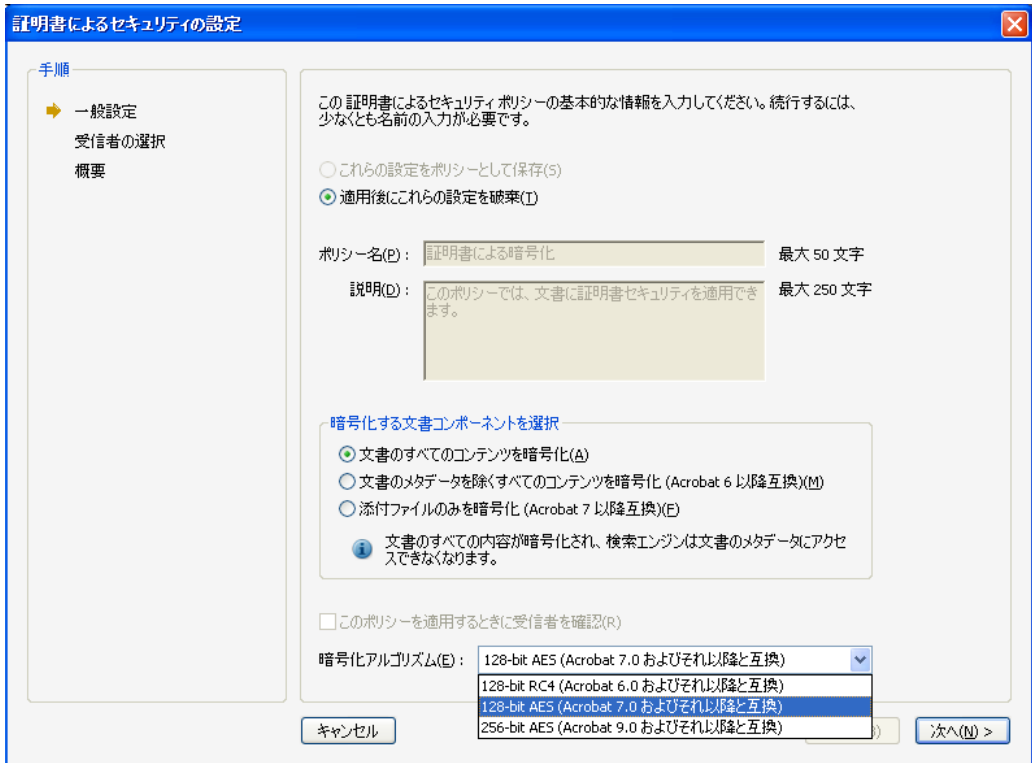 証明書によるセキュリティの設定
手順
一般設定
受信者の選択
概要
この証明書によるセキュリティ ポリシーの基本的な情報を入力してください。続行するには、
少なくとも名前の入力が必要です。
これらの設定をポリシーとして保存(S)
適用後にこれらの設定を破棄(T)
ポリシー名(P) : 証明書による暗号化 最大 50 文字
説明(D) : このポリシーでは、文書に証明書セキュリティを適用でき 最大 250 文字
ます。
暗号化する文書コンポーネントを選択
文書のすべてのコンテンツを暗号化(A)
文書のメタデータを除くすべてのコンテンツを暗号化 (Acrobat 6 以降互換)(M)
添付ファイルのみを暗号化 (Acrobat 7 以降互換)(F)
文書のすべての内容が暗号化され、検索エンジンは文書のメタデータにアクセ
スできなくなります。
このポリシーを適用するときに受信者を確認(R)
暗号化アルゴリズム(E) : 128-bit AES (Acrobat 7.0 およびそれ以降と互換)
128-bit RC4 (Acrobat 6.0 およびそれ以降と互換)
128-bit AES (Acrobat 7.0 およびそれ以降と互換)
256-bit AES (Acrobat 9.0 およびそれ以降と互換)
キャンセル 次へ(N) >